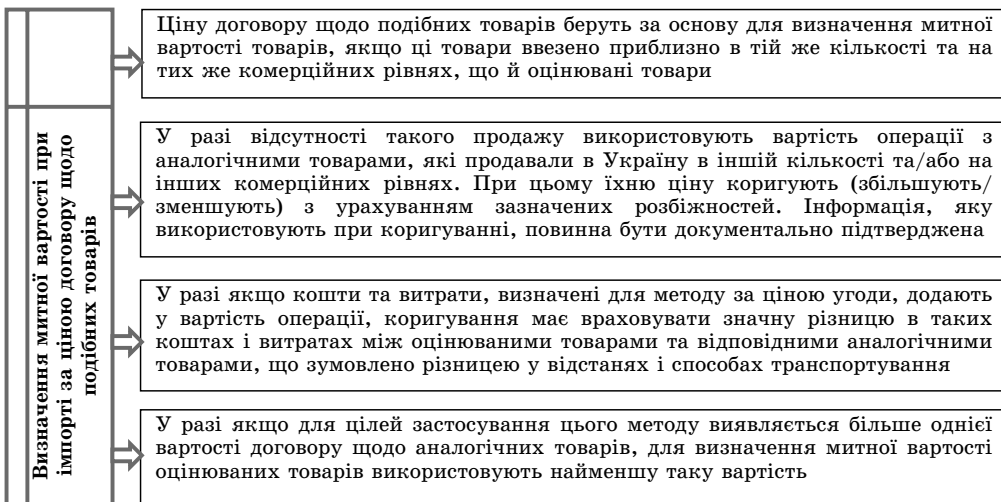 Визначення митної вартості при
імпорті за ціною договору щодо
подібних товарів
Ціну договору щодо подібних товарів беруть за основу для визначення митної
вартості товарів, якщо ці товари ввезено приблизно в тій же кількості та на
тих же комерційних рівнях, що й оцінювані товари
У разі відсутності такого продажу використовують вартість операції з
аналогічними товарами, які продавали в Україну в іншій кількості та/або на
інших комерційних рівнях. При цьому їхню ціну коригують (збільшують/
зменшують) з урахуванням зазначених розбіжностей. Інформація, яку
використовують при коригуванні, повинна бути документально підтверджена
У разі якщо кошти та витрати, визначені для методу за ціною угоди, додають
у вартість операції, коригування має враховувати значну різницю в таких
коштах і витратах між оцінюваними товарами та відповідними аналогічними
товарами, що зумовлено різницею у відстанях і способах транспортування
У разі якщо для цілей застосування цього методу виявляється більше однієї
вартості договору щодо аналогічних товарів, для визначення митної вартості
оцінюваних товарів використовують найменшу таку вартість